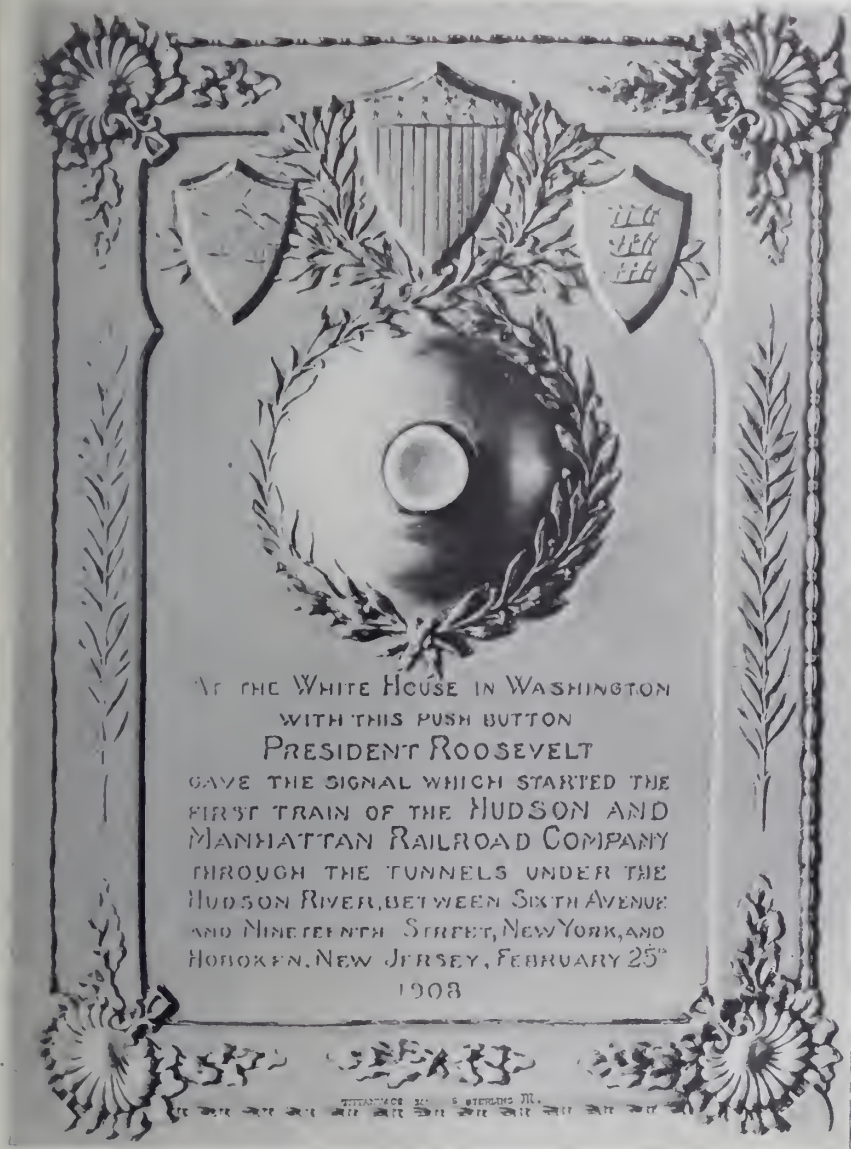 At the White House in Washington
with this push button
President Roosevelt
gave the signal which started the
first train of the Hudson and
Manhattan Railroad Company
through the tunnels under the
Hudson River, between Sixth Avenue
and Nineteenth Street, New York, and
Hoboken, New Jersey, February 25th
1908
Sterling M.